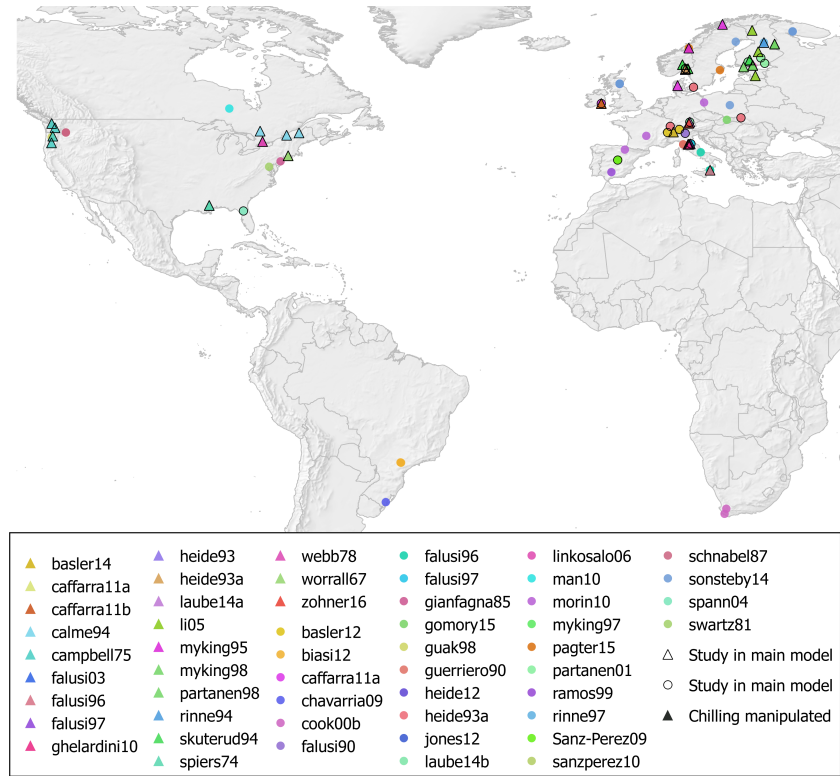 basler14
caffarra11a
caffarra11b
calme94
campbell75
falusi03
falusi96
falusi97
ghelardini10
heide93
heide93a
laube14a
li05
myking95
myking98
partanen98
rinne94
skuterud94
spiers74
webb78
worrall67
zohner16
basler12
biasi12
caffarra11a
chavarria09
cook00b
falusi90
falusi96
falusi97
gianfagna85
gomory15
guak98
guerriero90
heide12
heide93a
jones12
laube14b
linkosalo06
man10
morin10
myking97
pagter15
partanen01
ramos99
rinne97
Sanz-Perez09
sanzperez10
schnabel87
sonsteby14
spann04
swartz81
Study in main model
Study in main model
Chilling manipulated